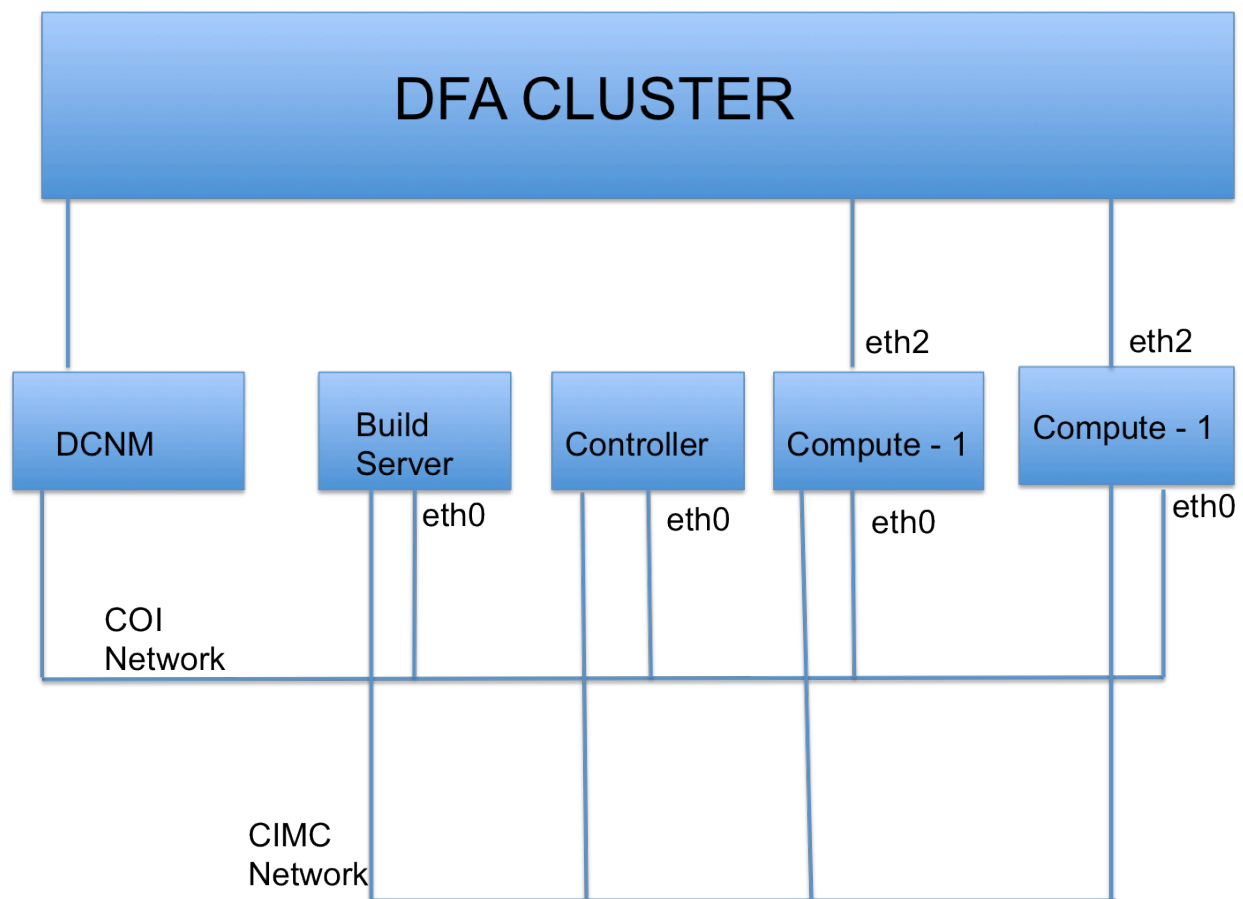 DFA CLUSTER
eth2
eth2
DCNM
Build
Server
Controller
Compute - 1
Compute - 1
eth0
eth0
eth0
eth0
COI
Network
CIMC
Network